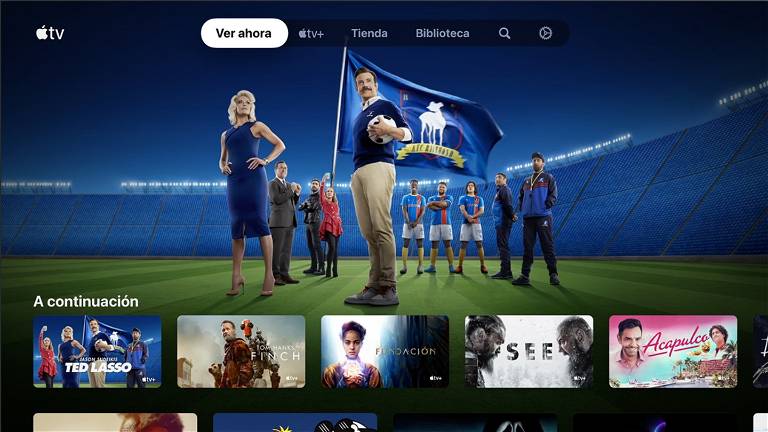 tv
Ver ahora
tv+
Tienda
Biblioteca
A continuación
JASON SUDEIKIS
TED LASSO
tv+
TOM HANKS
FINCH
tv+
FUNDACIÓN
tv+
SEE
tv+
Acapulco
tv+